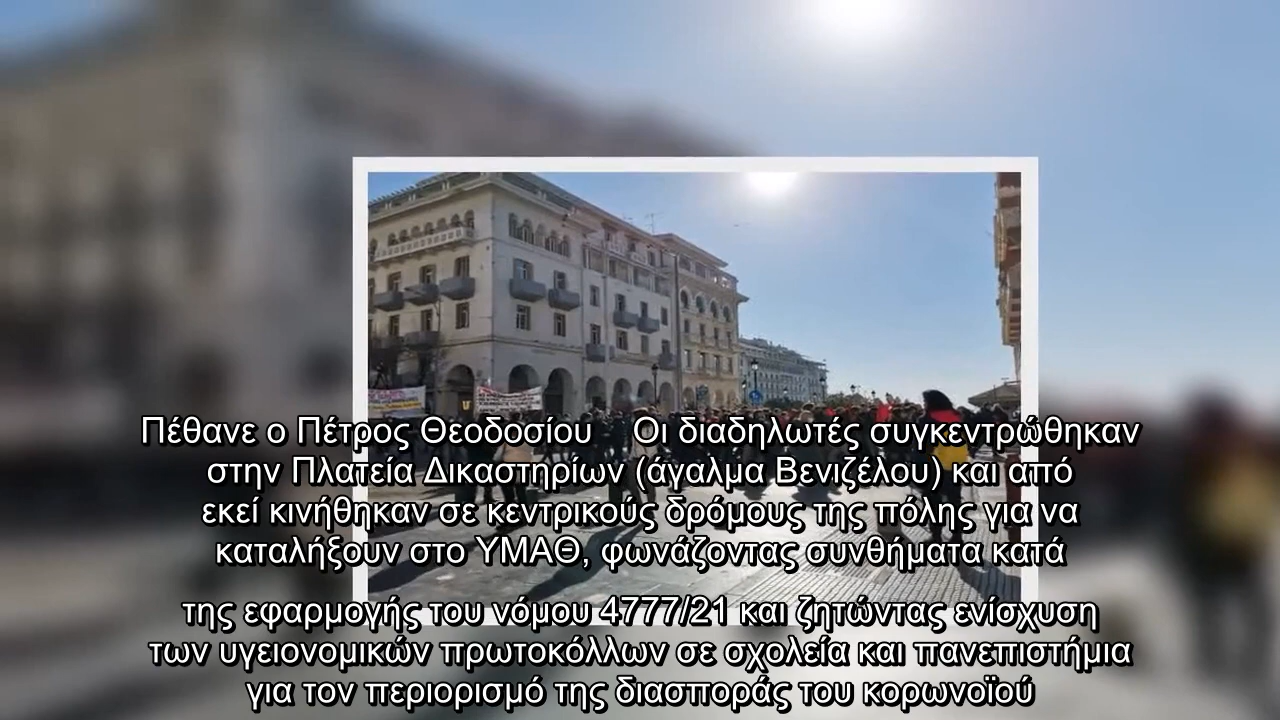 Πέθανε ο Πέτρος Θεοδοσίου Οι διαδηλωτές συγκεντρώθηκαν
στην Πλατεία Δικαστηρίων (άγαλμα Βενιζέλου) και από
εκεί κινήθηκαν σε κεντρικούς δρόμους της πόλης για να
καταλήξουν στο ΥΜΑΘ, φωνάζοντας συνθήματα κατά
της εφαρμογής του νόμου 4777/21 και ζητώντας ενίσχυση
των υγειονομικών πρωτοκόλλων σε σχολεία και πανεπιστήμια
για τον περιορισμό της διασποράς του κορωνοϊού